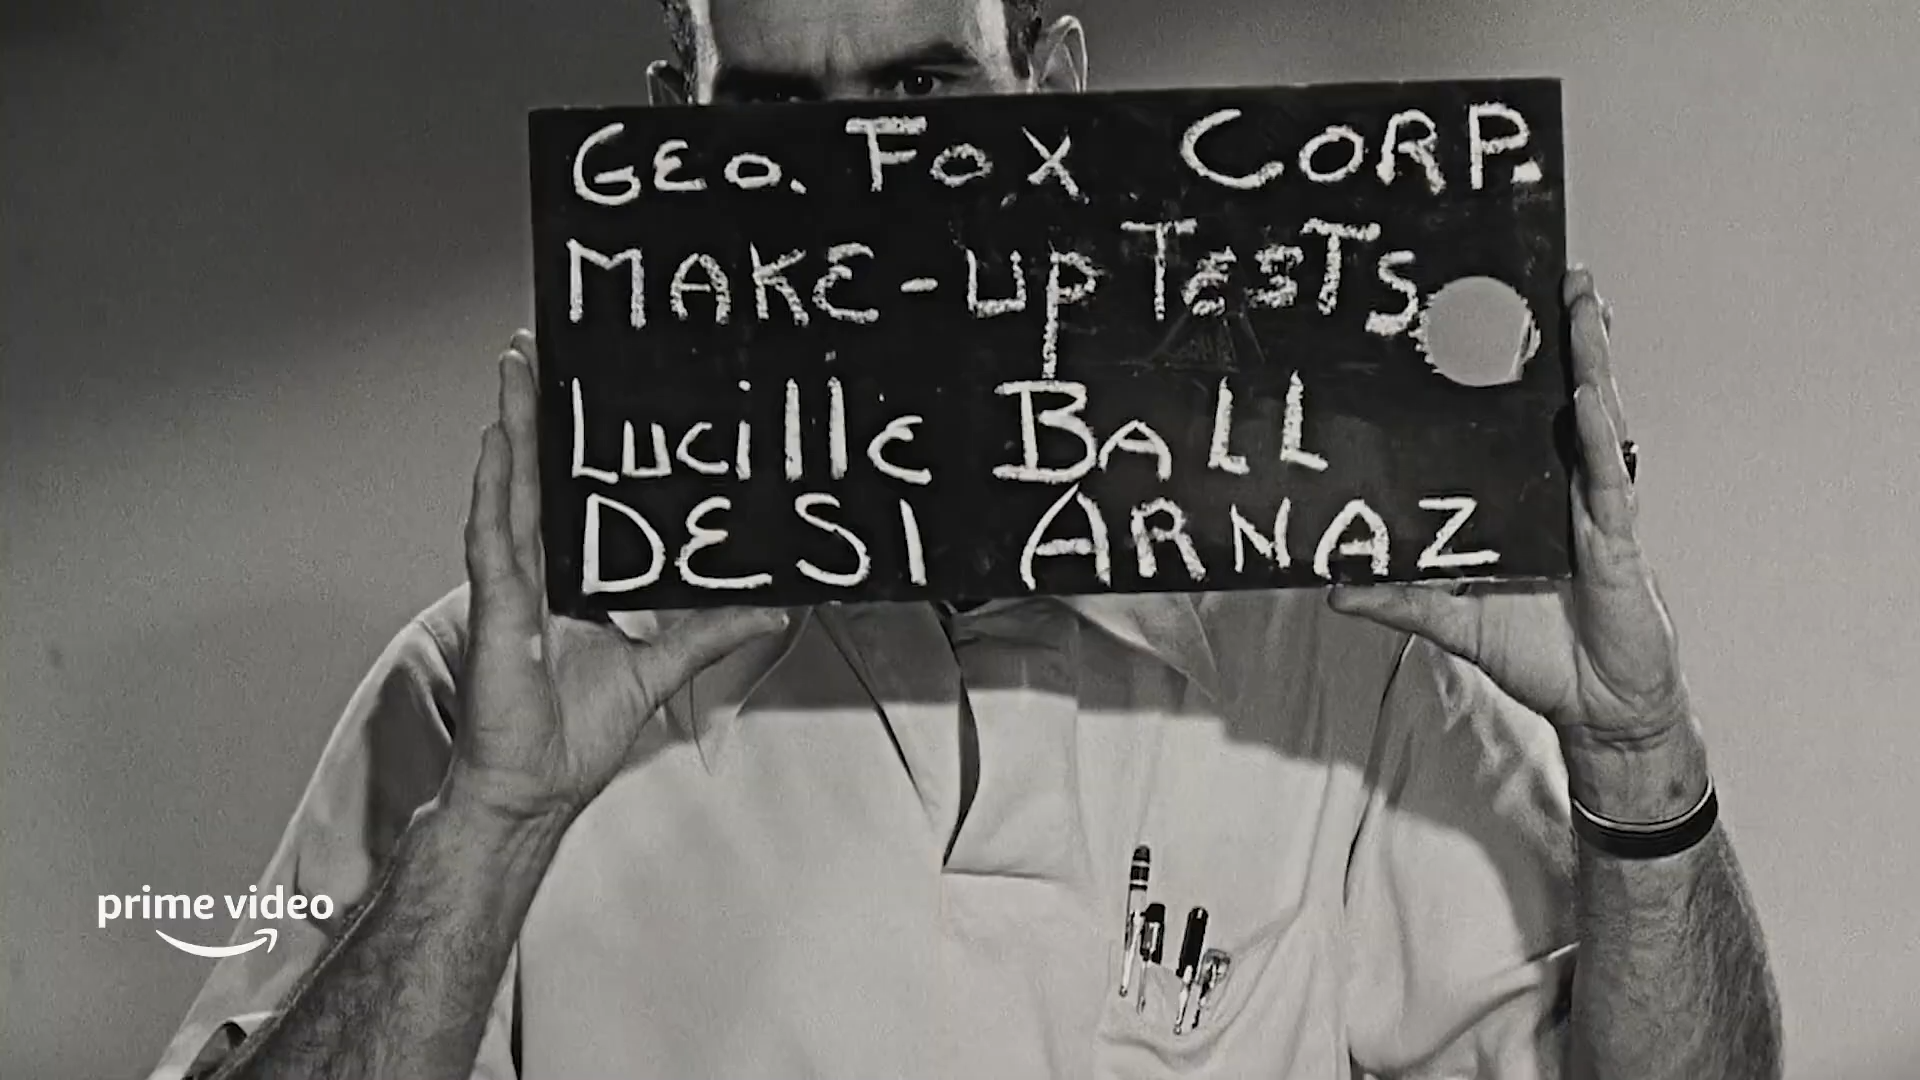 GEO. FOX CORP.
MAKE-UP TESTS
Lucille BALL
DESI ARNAZ
prime video